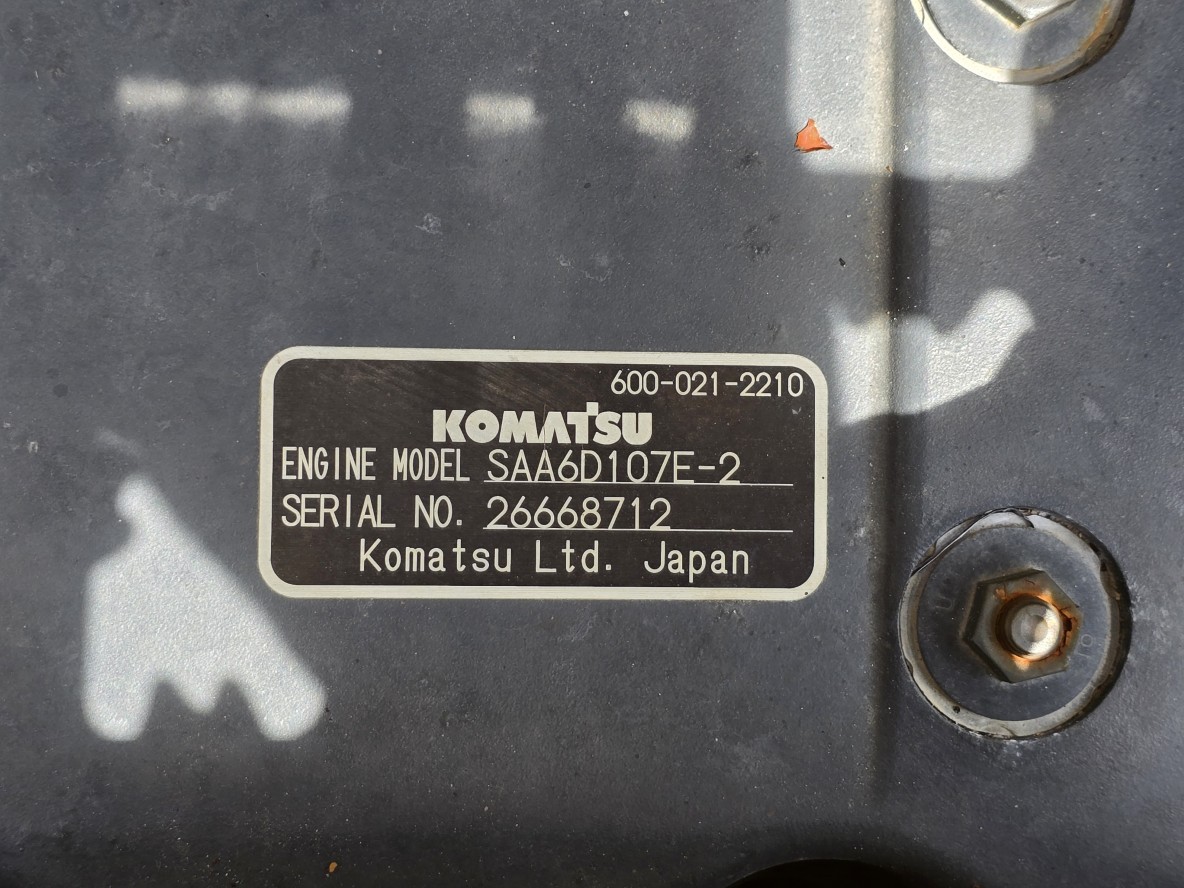 600-021-2210
KOMATSU
ENGINE MODEL SAA6D107E-2
SERIAL NO. 26668712
Komatsu Ltd. Japan